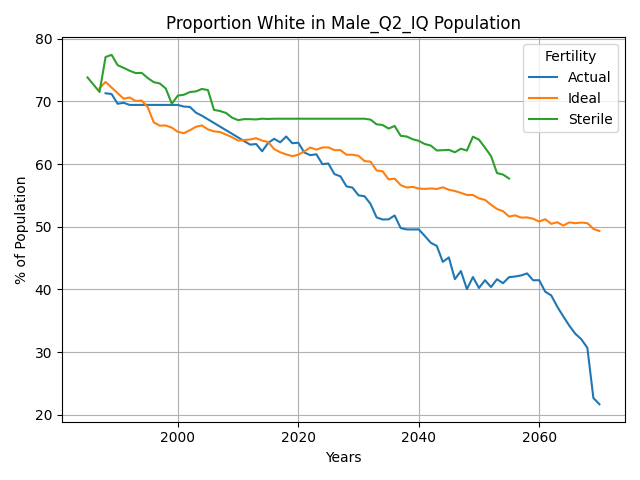 Proportion White in Male_Q2_IQ Population
% of Population
80
70
60
50
40
30
20
2000
2020
2040
2060
Years
Fertility
Actual
Ideal
Sterile